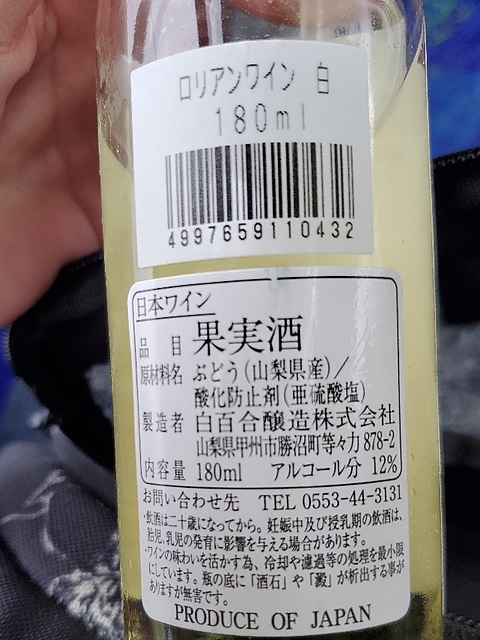 ロリアンワイン 白
180ml
4997659110432
日本ワイン
品 目 果実酒
原材料名 ぶどう(山梨県産)/
酸化防止剤(亜硫酸塩)
製造者 白百合醸造株式会社
山梨県甲州市勝沼町等々力878-2
内容量 180ml アルコール分 12%
お問い合わせ先 TEL 0553-44-3131
・飲酒は二十歳になってから。妊娠中及び授乳期の飲酒は、
胎児、乳児の発育に影響を与える場合があります。
・ワインの味わいを活かす為、冷却や濾過等の処理を最小限
にしています。瓶の底に「酒石」や「澱」が析出する事が
ありますが無害です。
PRODUCE OF JAPAN